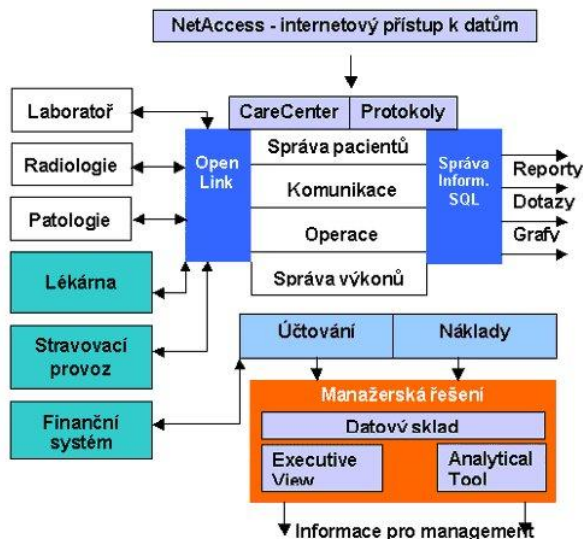 NetAccess - internetový přístup k datům
CareCenter
Protokoly
Laboratoř
Radiologie
Patologie
Lékárna
Stravovací
provoz
Finanční
systém
Open
Link
Správa pacientů
Komunikace
Operace
Správa výkonů
Správa
Inform.
SQL
Reporty
Dotazy
Grafy
Účtování
Náklady
Manažerská řešení
Datový sklad
Executive
View
Analytical
Tool
Informace pro management